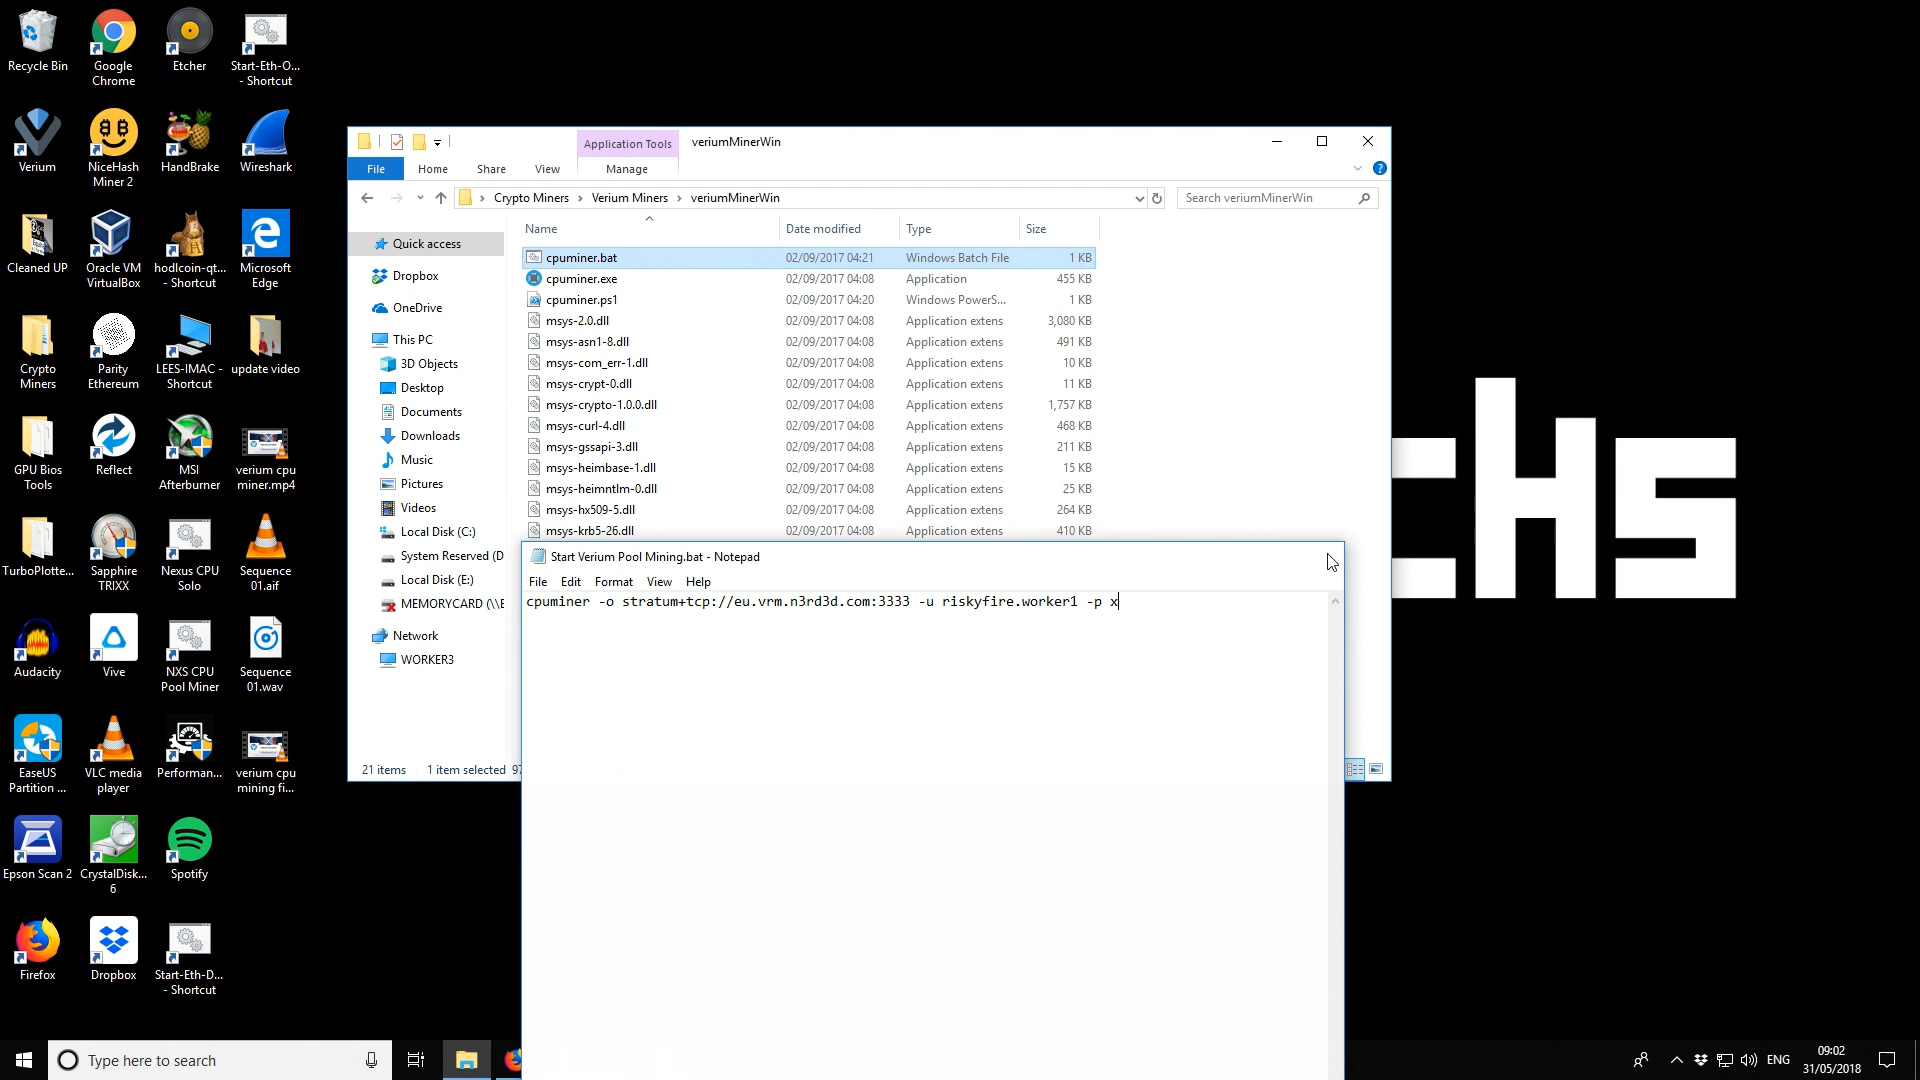 Recycle Bin
Google
Chrome
Etcher
Start-Eth-O...
- Shortcut
Verium
NiceHash
Miner 2
HandBrake
Wireshark
Cleaned UP
Oracle VM
VirtualBox
hodlcoin-qt...
- Shortcut
Microsoft
Edge
Crypto
Miners
Parity
Ethereum
LEES-IMAC -
Shortcut
update video
GPU Bios
Tools
Reflect
MSI
Afterburner
verium cpu
miner.mp4
TurboPlotte...
Sapphire
TRIXX
Nexus CPU
Solo
Sequence
01.aif
Audacity
Vive
NXS CPU
Pool Miner
Sequence
01.wav
EaseUS
Partition ...
VLC media
player
Performan...
verium cpu
mining fi...
Epson Scan 2
CrystalDisk...
6
Spotify
Firefox
Dropbox
Start-Eth-D...
- Shortcut
Application Tools
veriumMinerWin
File
Home
Share
View
Manage
Crypto Miners > Verium Miners > veriumMinerWin
Search veriumMinerWin
Quick access
Dropbox
OneDrive
This PC
3D Objects
Desktop
Documents
Downloads
Music
Pictures
Videos
Local Disk (C:)
System Reserved (D
Local Disk (E:)
MEMORYCARD (\\E
Network
WORKER3
Name Date modified Type Size
cpuminer.bat 02/09/2017 04:21 Windows Batch File 1 KB
cpuminer.exe 02/09/2017 04:08 Application 455 KB
cpuminer.ps1 02/09/2017 04:20 Windows PowerS... 1 KB
msys-2.0.dll 02/09/2017 04:08 Application extens 3,080 KB
msys-asn1-8.dll 02/09/2017 04:08 Application extens 491 KB
msys-com_err-1.dll 02/09/2017 04:08 Application extens 10 KB
msys-crypt-0.dll 02/09/2017 04:08 Application extens 11 KB
msys-crypto-1.0.0.dll 02/09/2017 04:08 Application extens 1,757 KB
msys-curl-4.dll 02/09/2017 04:08 Application extens 468 KB
msys-gssapi-3.dll 02/09/2017 04:08 Application extens 211 KB
msys-heimbase-1.dll 02/09/2017 04:08 Application extens 15 KB
msys-heimntlm-0.dll 02/09/2017 04:08 Application extens 25 KB
msys-hx509-5.dll 02/09/2017 04:08 Application extens 264 KB
msys-krb5-26.dll 02/09/2017 04:08 Application extens 410 KB
21 items 1 item selected 97
Start Verium Pool Mining.bat - Notepad
File Edit Format View Help
cpuminer -o stratum+tcp://eu.vrm.n3rd3d.com:3333 -u riskyfire.worker1 -p x
chs
Type here to search
ENG
09:02
31/05/2018